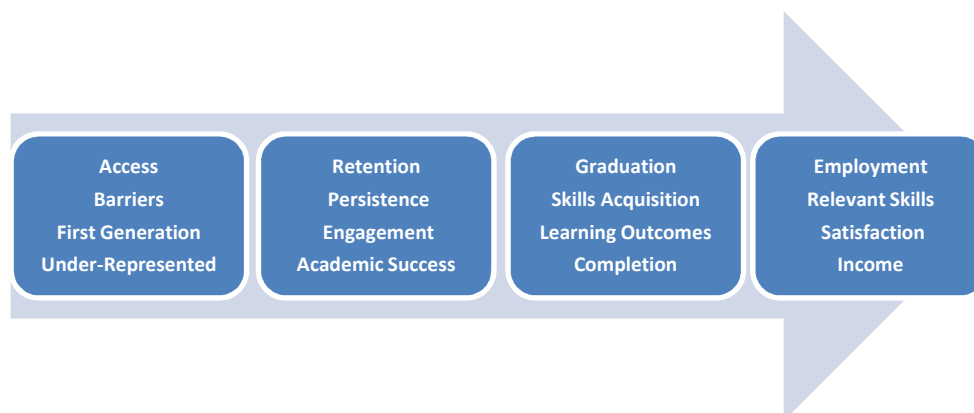 Access
Barriers
First Generation
Under-Represented
Retention
Persistence
Engagement
Academic Success
Graduation
Skills Acquisition
Learning Outcomes
Completion
Employment
Relevant Skills
Satisfaction
Income